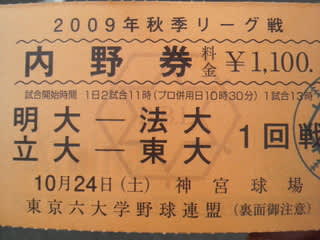 2009年秋季リーグ戦
内野券 料金 ¥1,100.
試合開始時間 1日2試合11時(プロ併用日10時30分) 1試合13時
明大―法大
立大―東大
1回戦
10月24日(土) 神宮球場
東京六大学野球連盟 (裏面御注意)